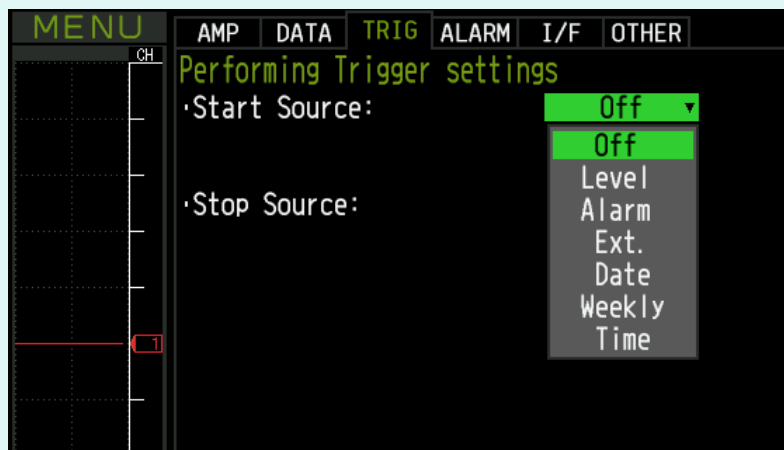 MENU
AMP DATA TRIG ALARM I/F OTHER
CH
Performing Trigger settings
·Start Source: Off ▼
Off
Level
·Stop Source:
Alarm
Ext.
Date
Weekly
Time
1